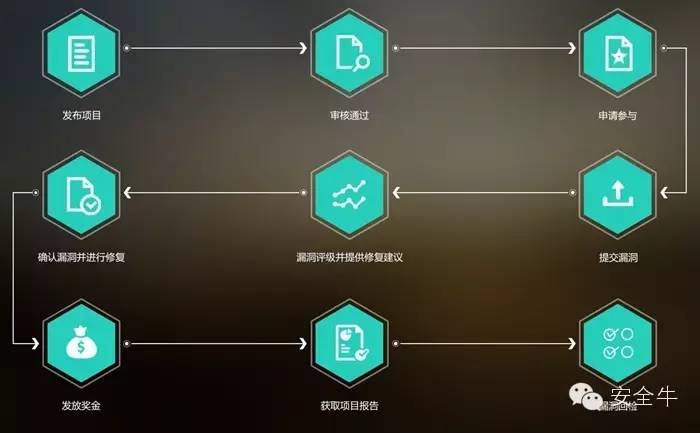 发布项目
审核通过
申请参与
确认漏洞并进行修复
漏洞评级并提供修复建议
提交漏洞
发放奖金
获取项目报告
漏洞回检
安全牛